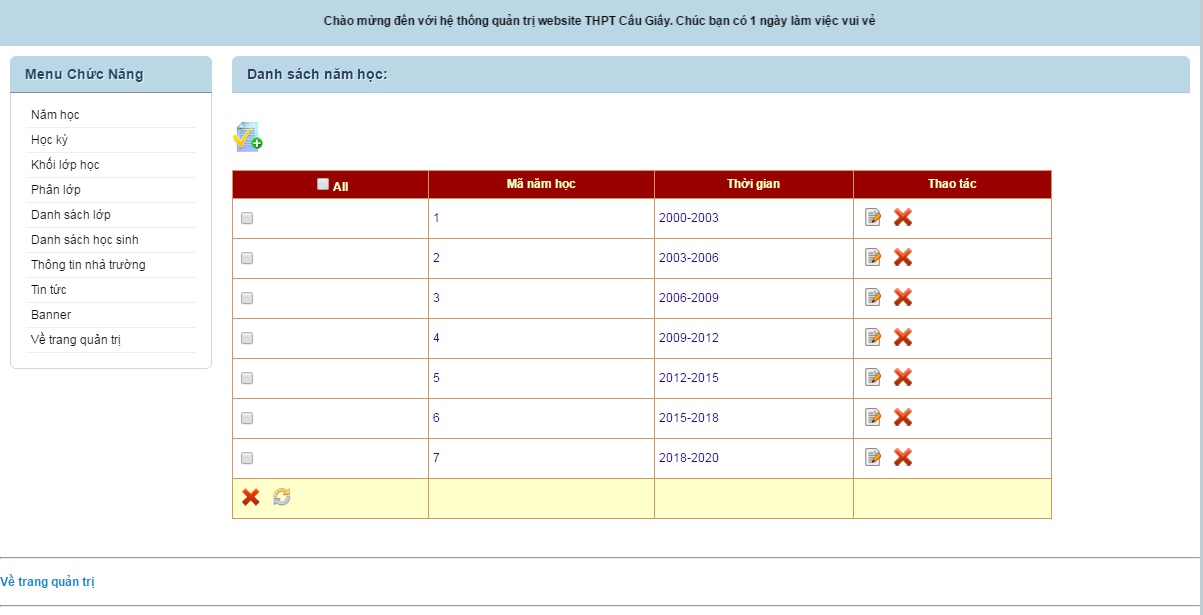 Chào mừng đến với hệ thống quản trị website THPT Cầu Giấy. Chúc bạn có 1 ngày làm việc vui vẻ
Menu Chức Năng
Năm học
Học kỳ
Khối lớp học
Phân lớp
Danh sách lớp
Danh sách học sinh
Thông tin nhà trường
Tin tức
Banner
Về trang quản trị
Danh sách năm học:
All Mã năm học Thời gian Thao tác
1 2000-2003
2 2003-2006
3 2006-2009
4 2009-2012
5 2012-2015
6 2015-2018
7 2018-2020
Về trang quản trị